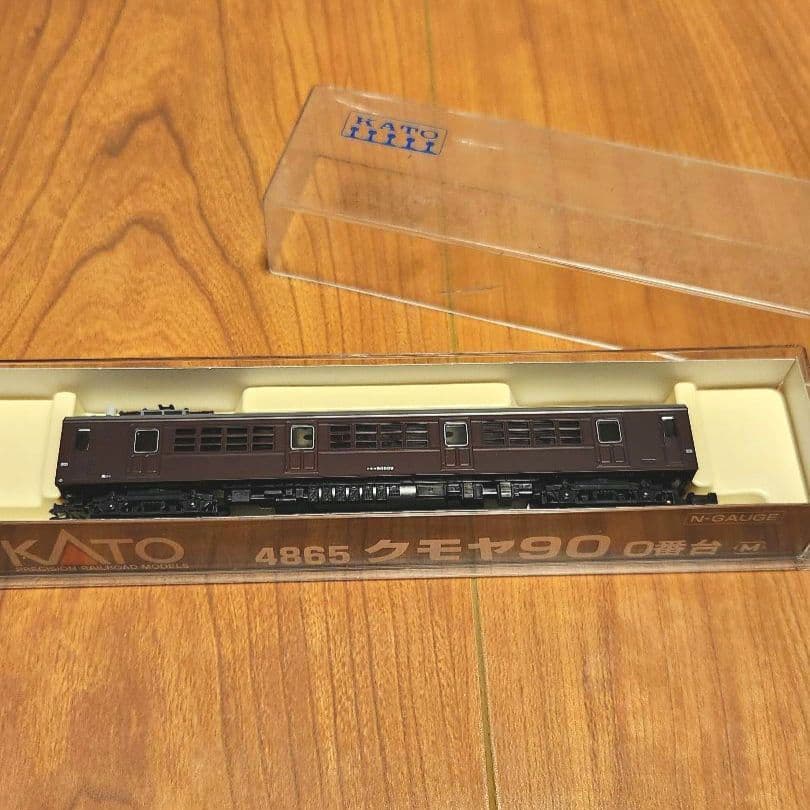 KATO
N-GAUGE
KATO 4865 クモヤ90 0番台 M
PRECISION RAILROAD MODELS